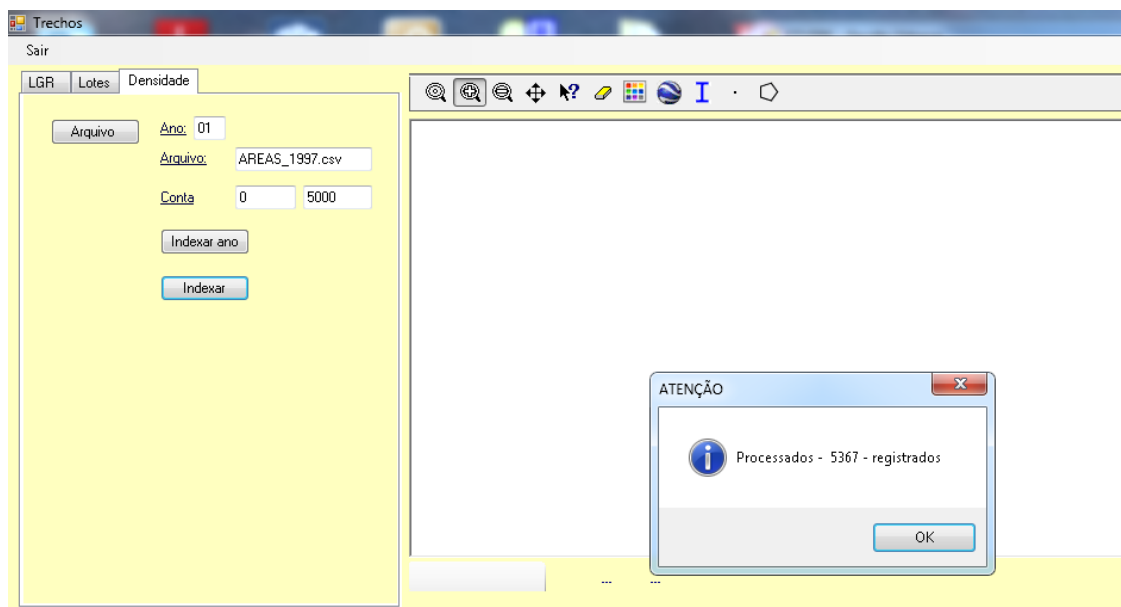 Trechos
Sair
LGR Lotes Densidade
Arquivo Ano: 01
Arquivo: AREAS_1997.csv
Conta 0 5000
Indexar ano
Indexar
ATENÇÃO
Processados - 5367 - registrados
OK
... ...